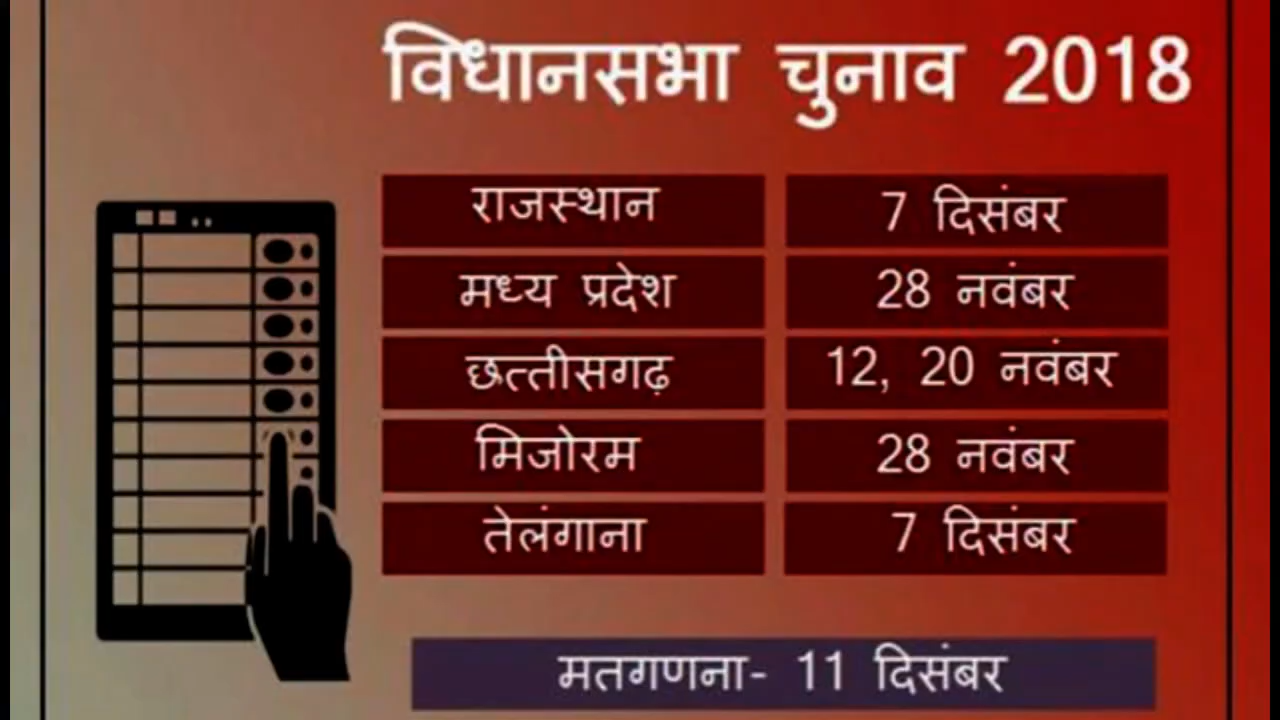 विधानसभा चुनाव 2018
राजस्थान 7 दिसंबर
मध्य प्रदेश 28 नवंबर
छत्तीसगढ़ 12, 20 नवंबर
मिजोरम 28 नवंबर
तेलंगाना 7 दिसंबर
मतगणना- 11 दिसंबर